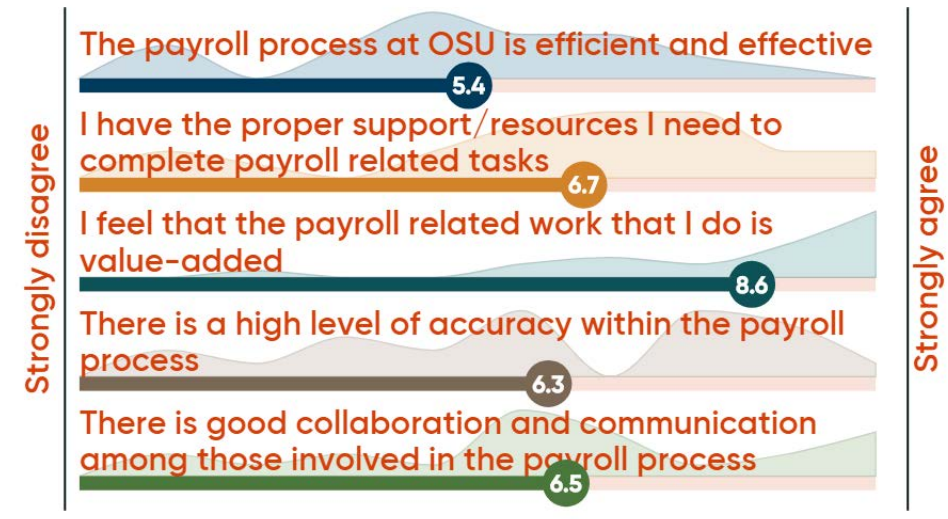 Strongly disagree
The payroll process at OSU is efficient and effective
5.4
I have the proper support/resources I need to
complete payroll related tasks
6.7
I feel that the payroll related work that I do is
value-added
8.6
There is a high level of accuracy within the payroll
process
6.3
There is good collaboration and communication
among those involved in the payroll process
6.5
Strongly agree